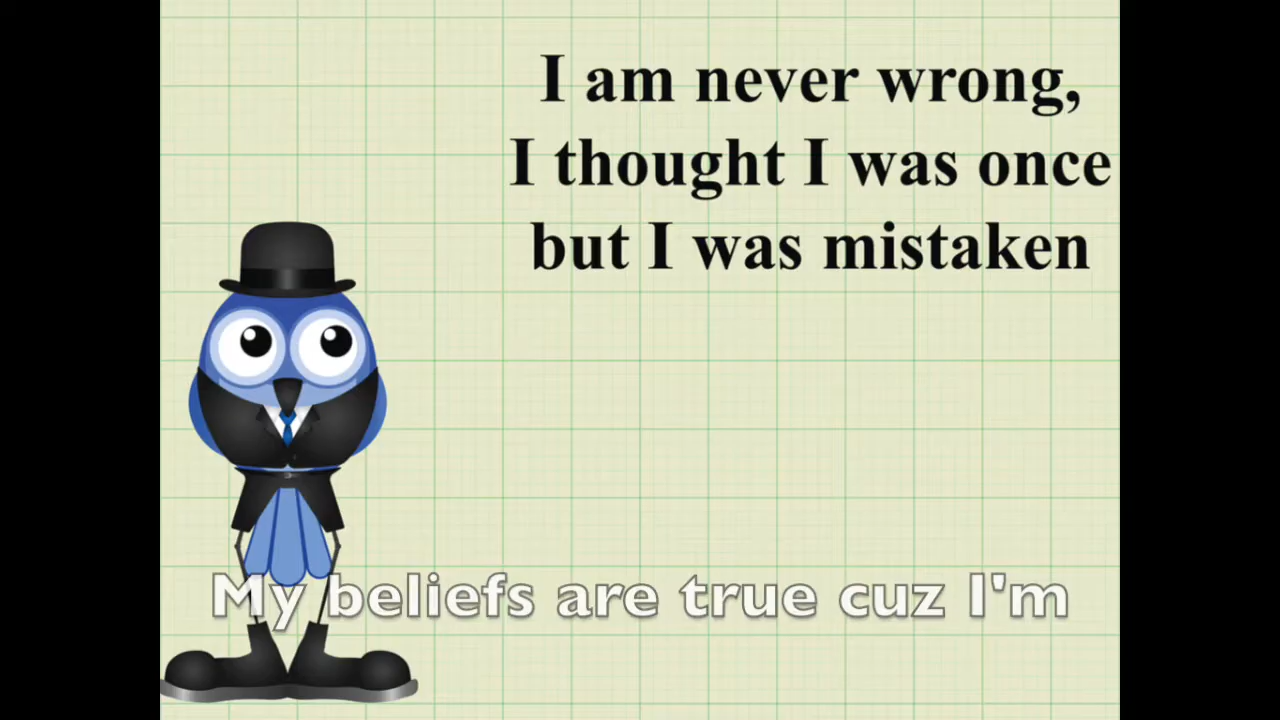 I am never wrong,
I thought I was once
but I was mistaken
My beliefs are true cuz I'm